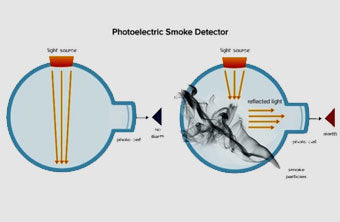 Photoelectric Smoke Detector
light source
photo cell
no
alarm
light source
reflected light
photo cell
alarm!
smoke
particles